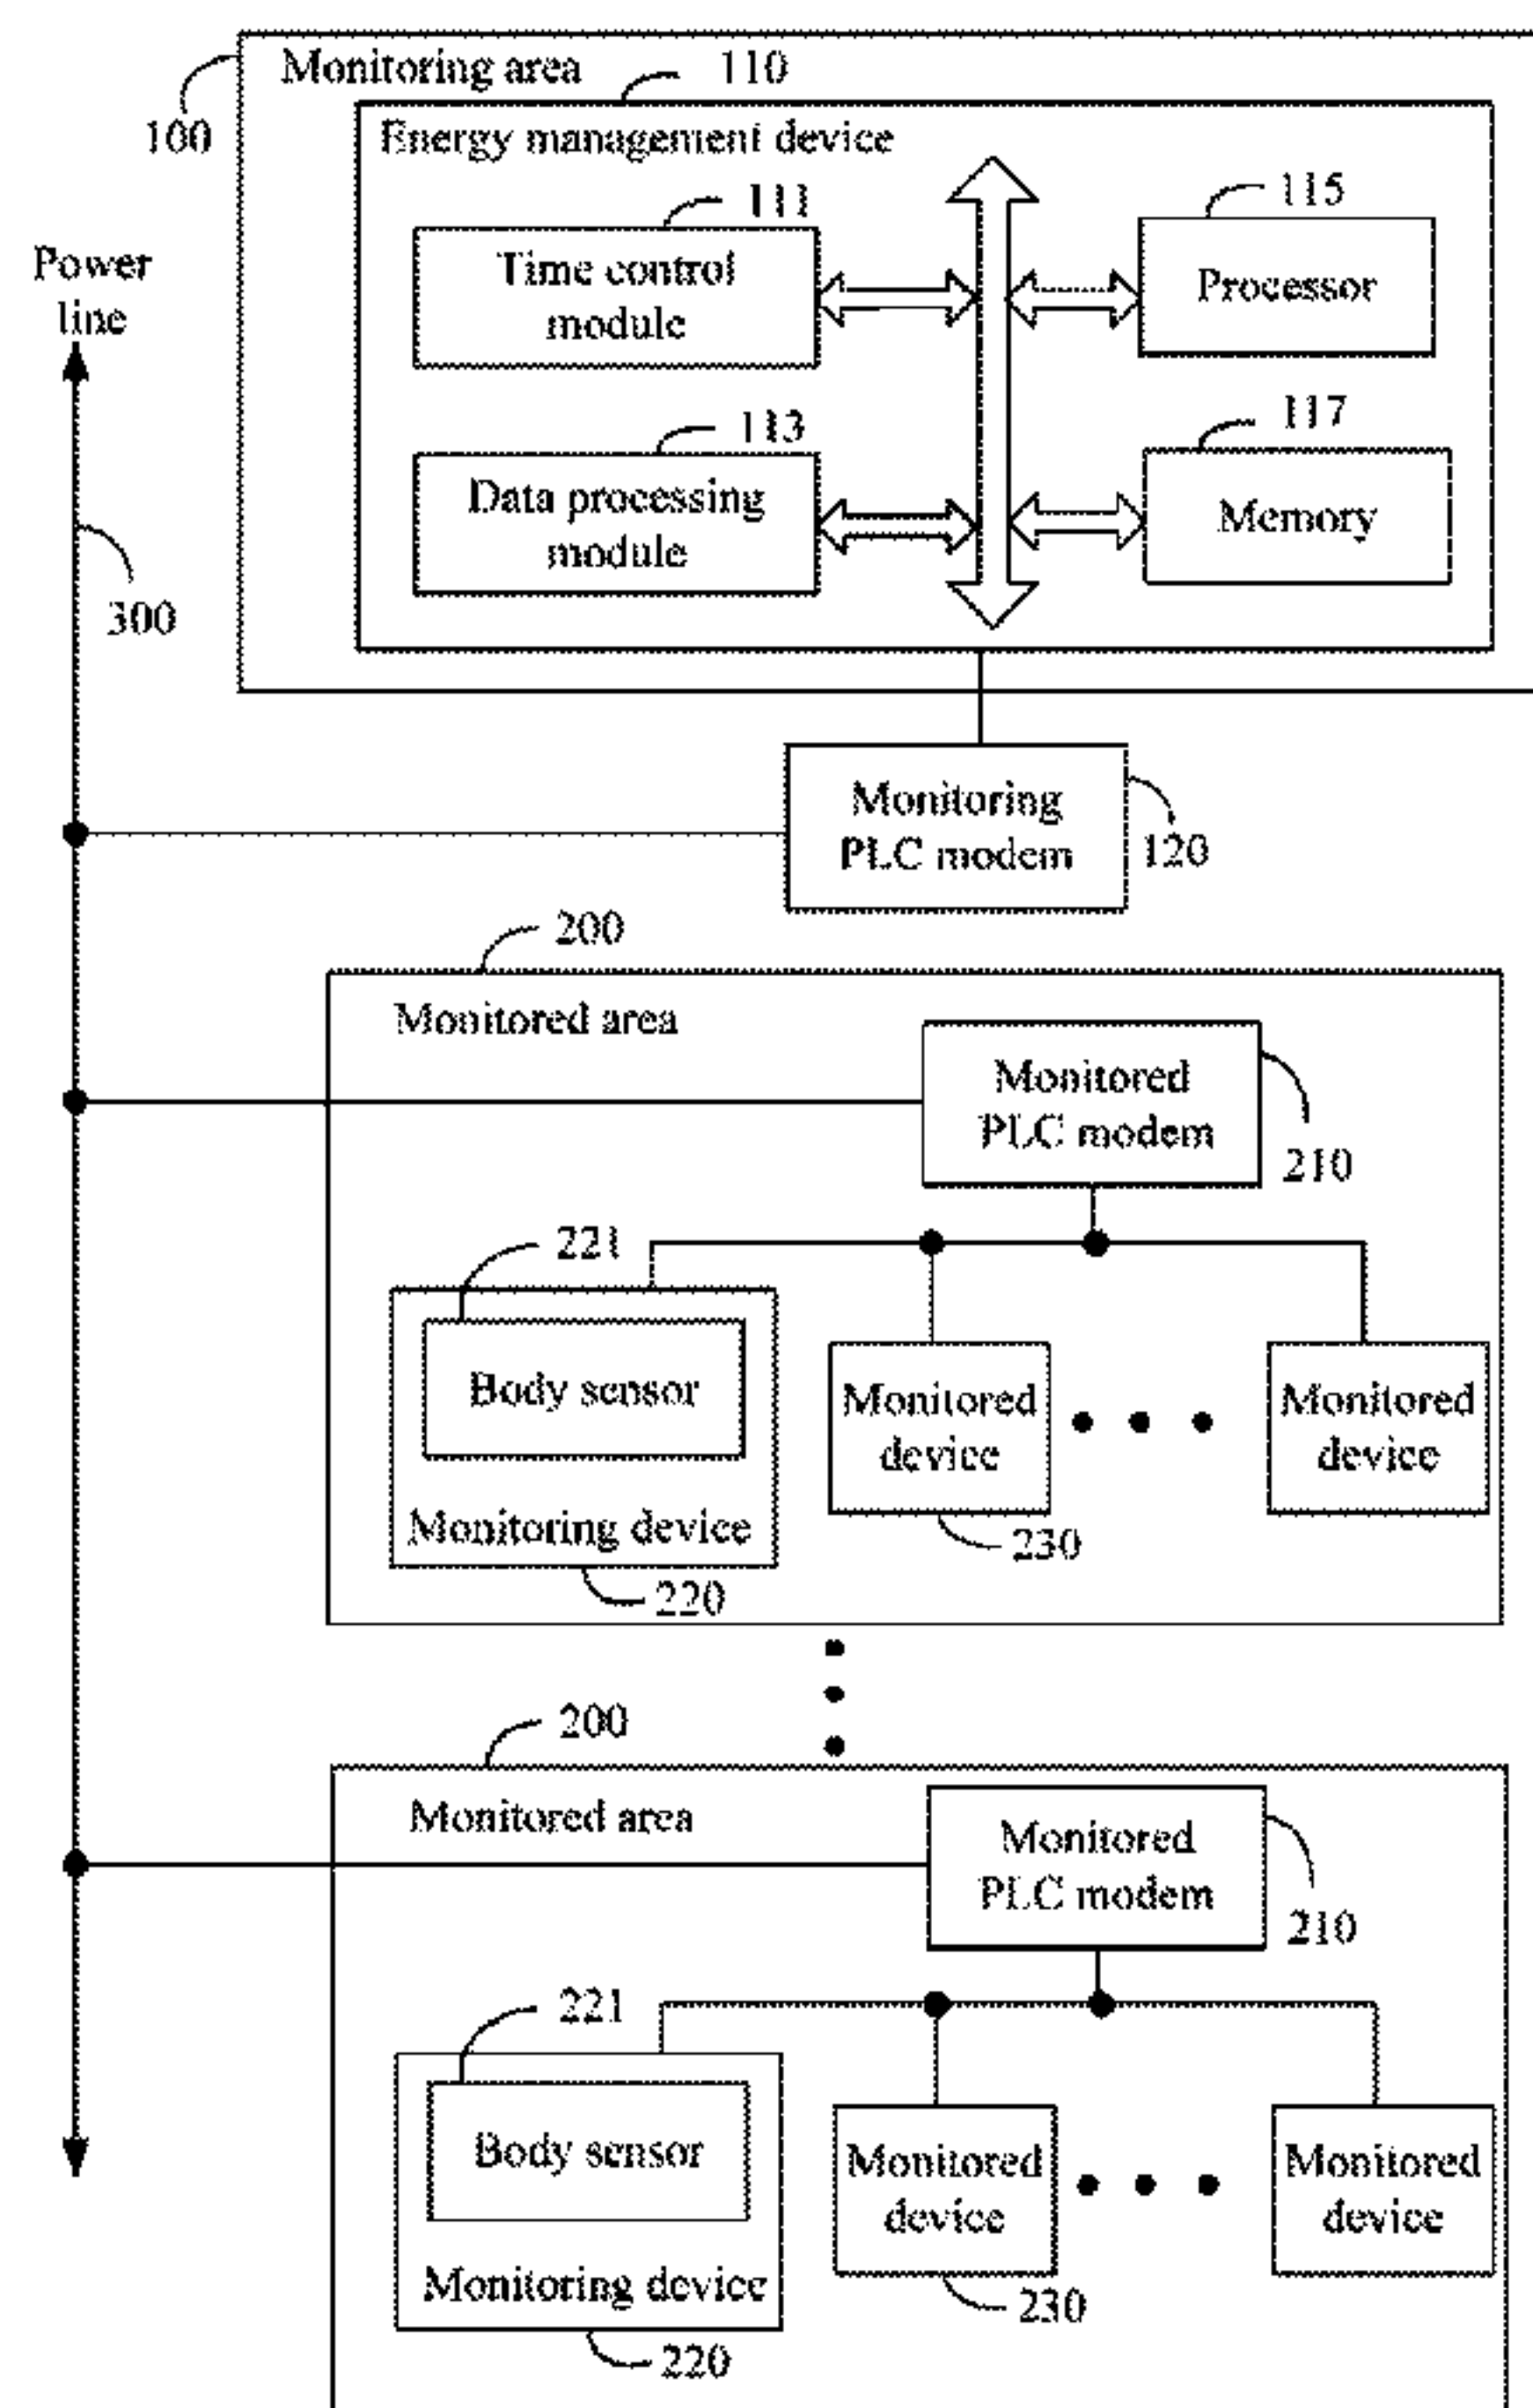 Monitoring area
110
100
Energy management device
111
115
Time control
module
Processor
Power
line
113
117
Data processing
module
Memory
300
Monitoring
PLC modem
120
200
Monitored area
Monitored
PLC modem
210
221
Body sensor
Monitored
device
Monitored
device
Monitoring device
230
220
200
Monitored area
Monitored
PLC modem
210
221
Body sensor
Monitored
device
Monitored
device
Monitoring device
230
220